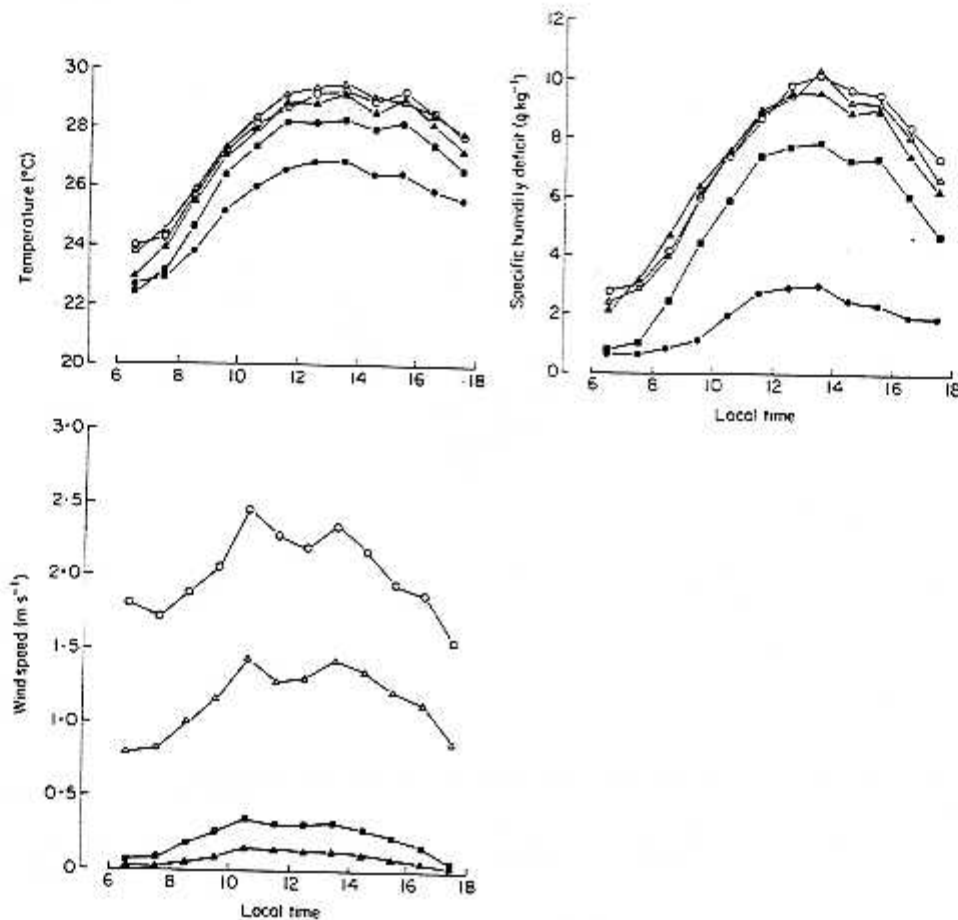 Temperature (°C)
30
28
26
24
22
20
6 8 10 12 14 16 18
Specific humidity deficit (g kg⁻¹)
12
10
8
6
4
2
0
6 8 10 12 14 16 18
Local time
Wind speed (m s⁻¹)
3·0
2·5
2·0
1·5
1·0
0·5
0
6 8 10 12 14 16 18
Local time